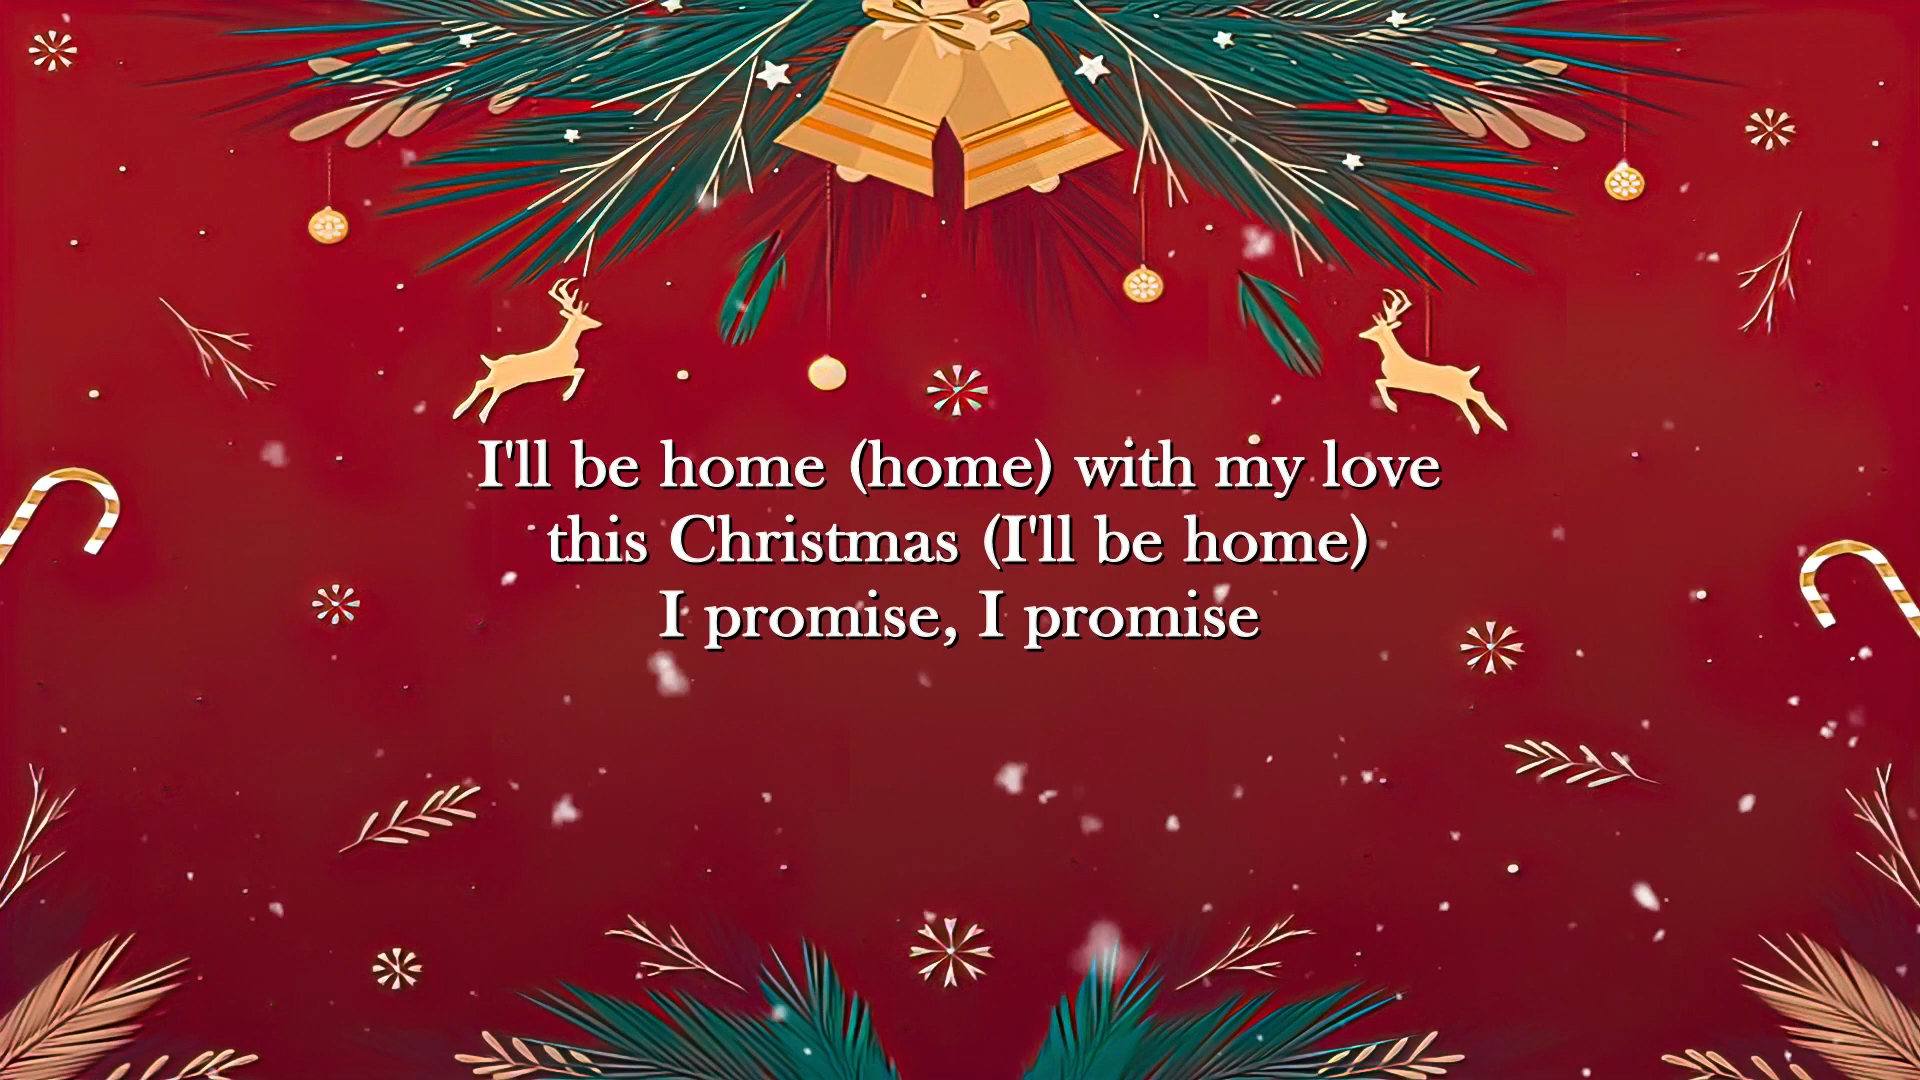 I'll be home (home) with my love
this Christmas (I'll be home)
I promise, I promise